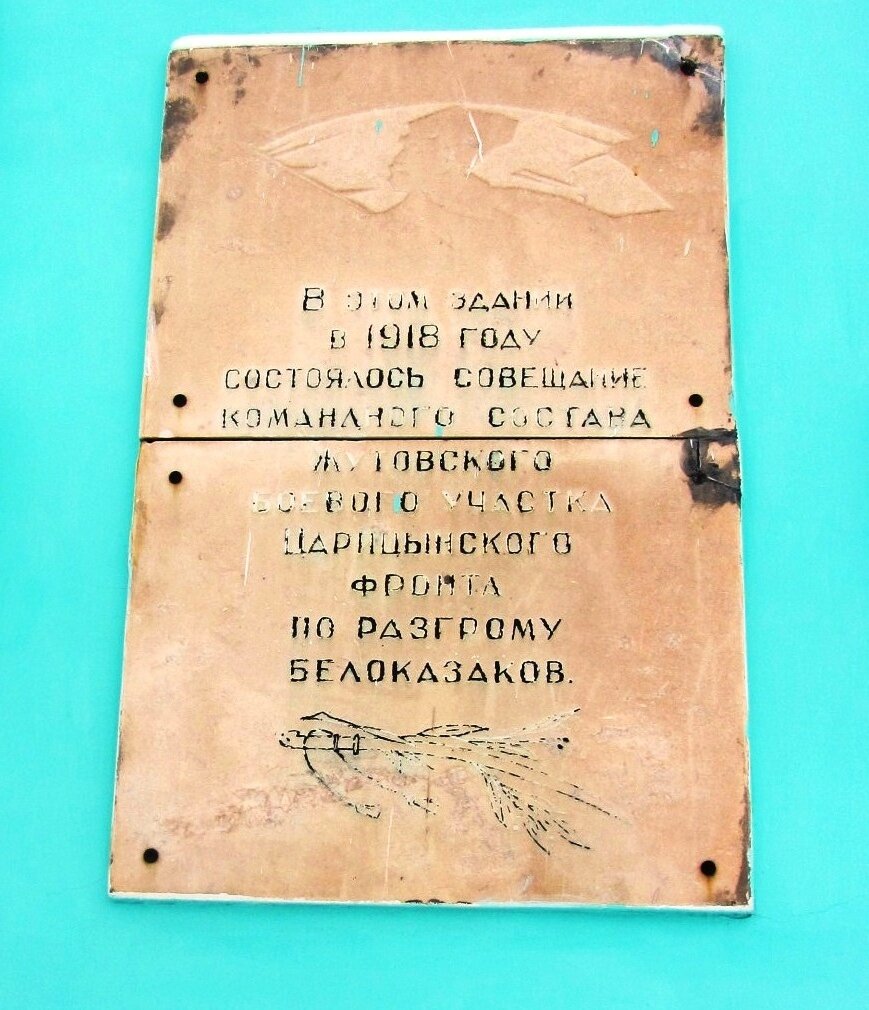 В этом здании
в 1918 году
состоялось совещание
командного состава
Жутовского
боевого участка
Царицынского
фронта
по разгрому
белоказаков.